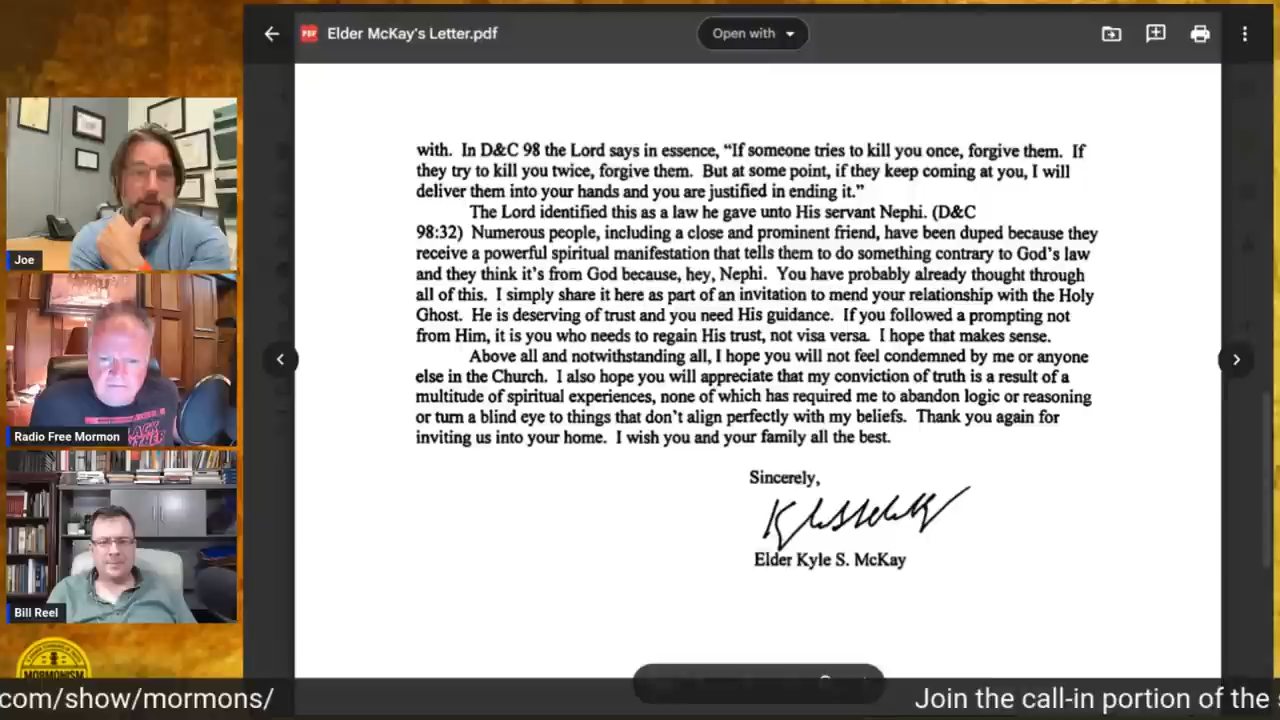 Elder McKay's Letter.pdf
Open with
with. In D&C 98 the Lord says in essence, “If someone tries to kill you once, forgive them. If
they try to kill you twice, forgive them. But at some point, if they keep coming at you, I will
deliver them into your hands and you are justified in ending it.”
The Lord identified this as a law he gave unto His servant Nephi. (D&C
98:32) Numerous people, including a close and prominent friend, have been duped because they
receive a powerful spiritual manifestation that tells them to do something contrary to God’s law
and they think it’s from God because, hey, Nephi. You have probably already thought through
all of this. I simply share it here as part of an invitation to mend your relationship with the Holy
Ghost. He is deserving of trust and you need His guidance. If you followed a prompting not
from Him, it is you who needs to regain His trust, not visa versa. I hope that makes sense.
Above all and notwithstanding all, I hope you will not feel condemned by me or anyone
else in the Church. I also hope you will appreciate that my conviction of truth is a result of a
multitude of spiritual experiences, none of which has required me to abandon logic or reasoning
or turn a blind eye to things that don’t align perfectly with my beliefs. Thank you again for
inviting us into your home. I wish you and your family all the best.
Sincerely,
Elder Kyle S. McKay
Joe
Radio Free Mormon
Bill Reel
MORMONISM
com/show/mormons/
Join the call-in portion of the